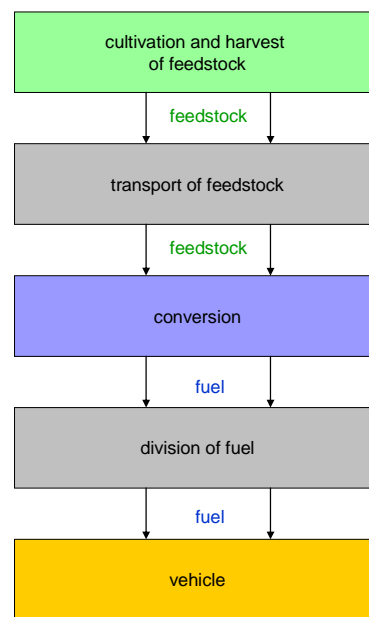 cultivation and harvest
of feedstock
feedstock
transport of feedstock
feedstock
conversion
fuel
division of fuel
fuel
vehicle